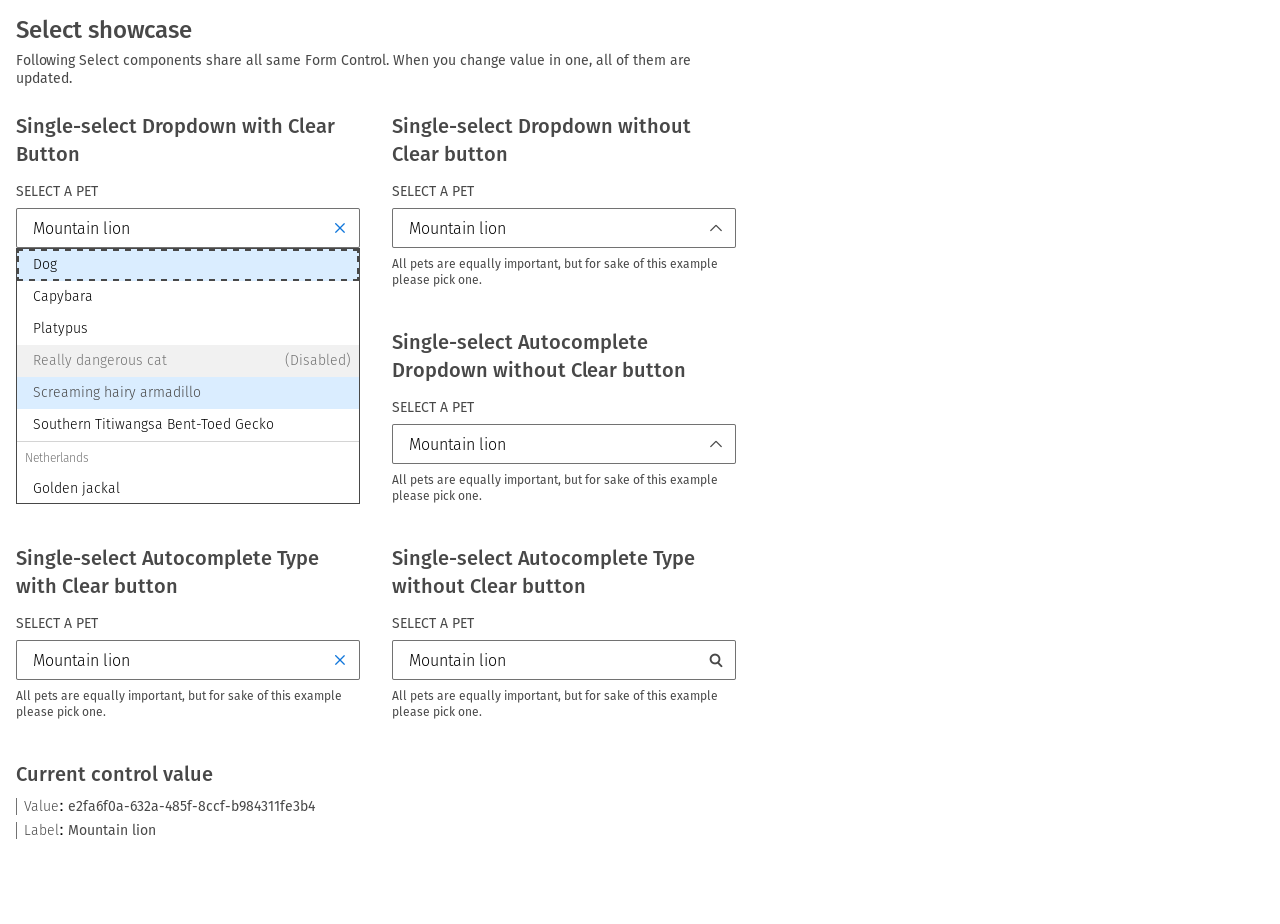 Select showcase
Following Select components share all same Form Control. When you change value in one, all of them are
updated.
Single-select Dropdown with Clear
Button
SELECT A PET
Mountain lion
Dog
Capybara
Platypus
Really dangerous cat (Disabled)
Screaming hairy armadillo
Southern Titiwangsa Bent-Toed Gecko
Netherlands
Golden jackal
Single-select Dropdown without
Clear button
SELECT A PET
Mountain lion
All pets are equally important, but for sake of this example
please pick one.
Single-select Autocomplete
Dropdown without Clear button
SELECT A PET
Mountain lion
All pets are equally important, but for sake of this example
please pick one.
Single-select Autocomplete Type
with Clear button
SELECT A PET
Mountain lion
All pets are equally important, but for sake of this example
please pick one.
Single-select Autocomplete Type
without Clear button
SELECT A PET
Mountain lion
All pets are equally important, but for sake of this example
please pick one.
Current control value
Value: e2fa6f0a-632a-485f-8ccf-b984311fe3b4
Label: Mountain lion